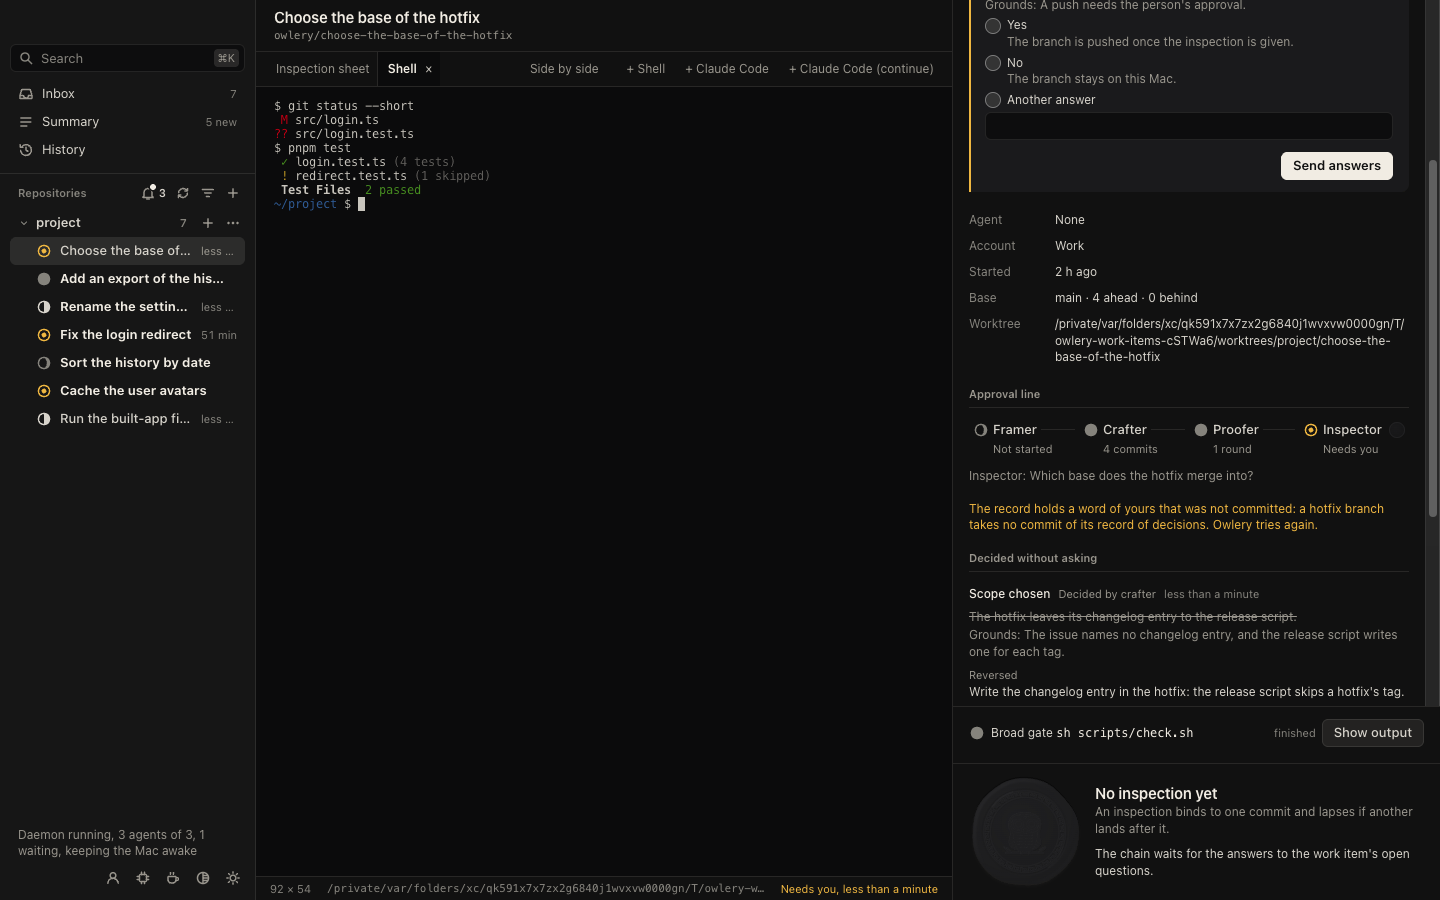 Search ⌘K
Inbox 7
Summary 5 new
History
Repositories 3
project 7
Choose the base of... less ...
Add an export of the his...
Rename the settin... less ...
Fix the login redirect 51 min
Sort the history by date
Cache the user avatars
Run the built-app fi... less ...
Daemon running, 3 agents of 3, 1
waiting, keeping the Mac awake
Choose the base of the hotfix
owlery/choose-the-base-of-the-hotfix
Inspection sheet Shell × Side by side + Shell + Claude Code + Claude Code (continue)
$ git status --short
M src/login.ts
?? src/login.test.ts
$ pnpm test
✓ login.test.ts (4 tests)
! redirect.test.ts (1 skipped)
Test Files 2 passed
~/project $
92 × 54 /private/var/folders/xc/qk591x7x7zx2g6840j1wvxvw0000gn/T/owlery-w… Needs you, less than a minute
Grounds: A push needs the person's approval.
Yes
The branch is pushed once the inspection is given.
No
The branch stays on this Mac.
Another answer
Send answers
Agent None
Account Work
Started 2 h ago
Base main · 4 ahead · 0 behind
Worktree /private/var/folders/xc/qk591x7x7zx2g6840j1wvxvw0000gn/T/
owlery-work-items-cSTWa6/worktrees/project/choose-the-
base-of-the-hotfix
Approval line
Framer Crafter Proofer Inspector
Not started 4 commits 1 round Needs you
Inspector: Which base does the hotfix merge into?
The record holds a word of yours that was not committed: a hotfix branch
takes no commit of its record of decisions. Owlery tries again.
Decided without asking
Scope chosen Decided by crafter less than a minute
The hotfix leaves its changelog entry to the release script.
Grounds: The issue names no changelog entry, and the release script writes
one for each tag.
Reversed
Write the changelog entry in the hotfix: the release script skips a hotfix's tag.
Broad gate sh scripts/check.sh finished Show output
No inspection yet
An inspection binds to one commit and lapses if another
lands after it.
The chain waits for the answers to the work item's open
questions.